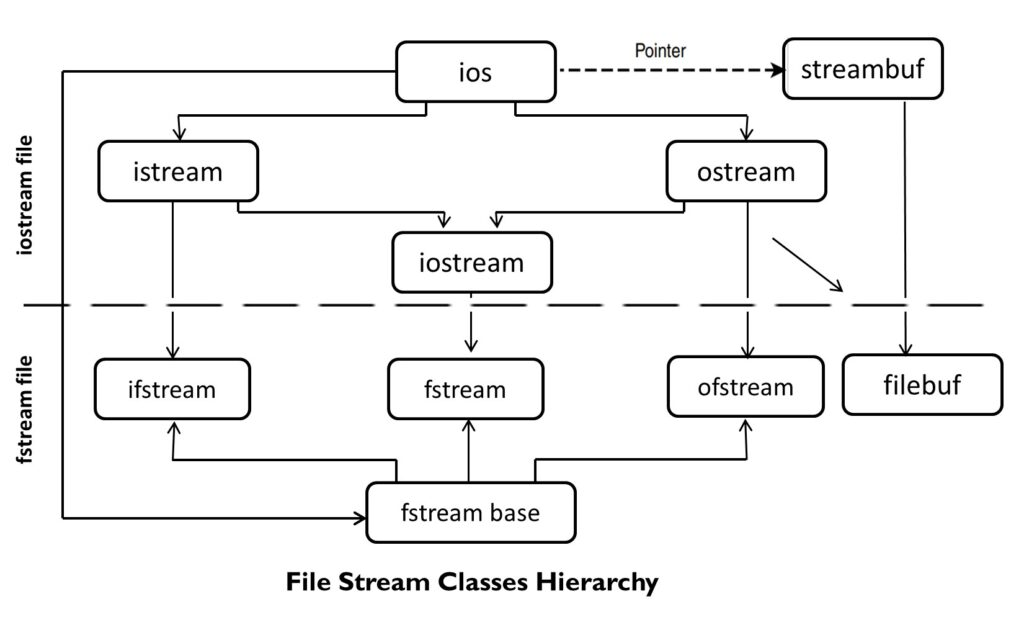 ios
Pointer
streambuf
iostream file
istream
ostream
iostream
fstream file
ifstream
fstream
ofstream
filebuf
fstream base
File Stream Classes Hierarchy